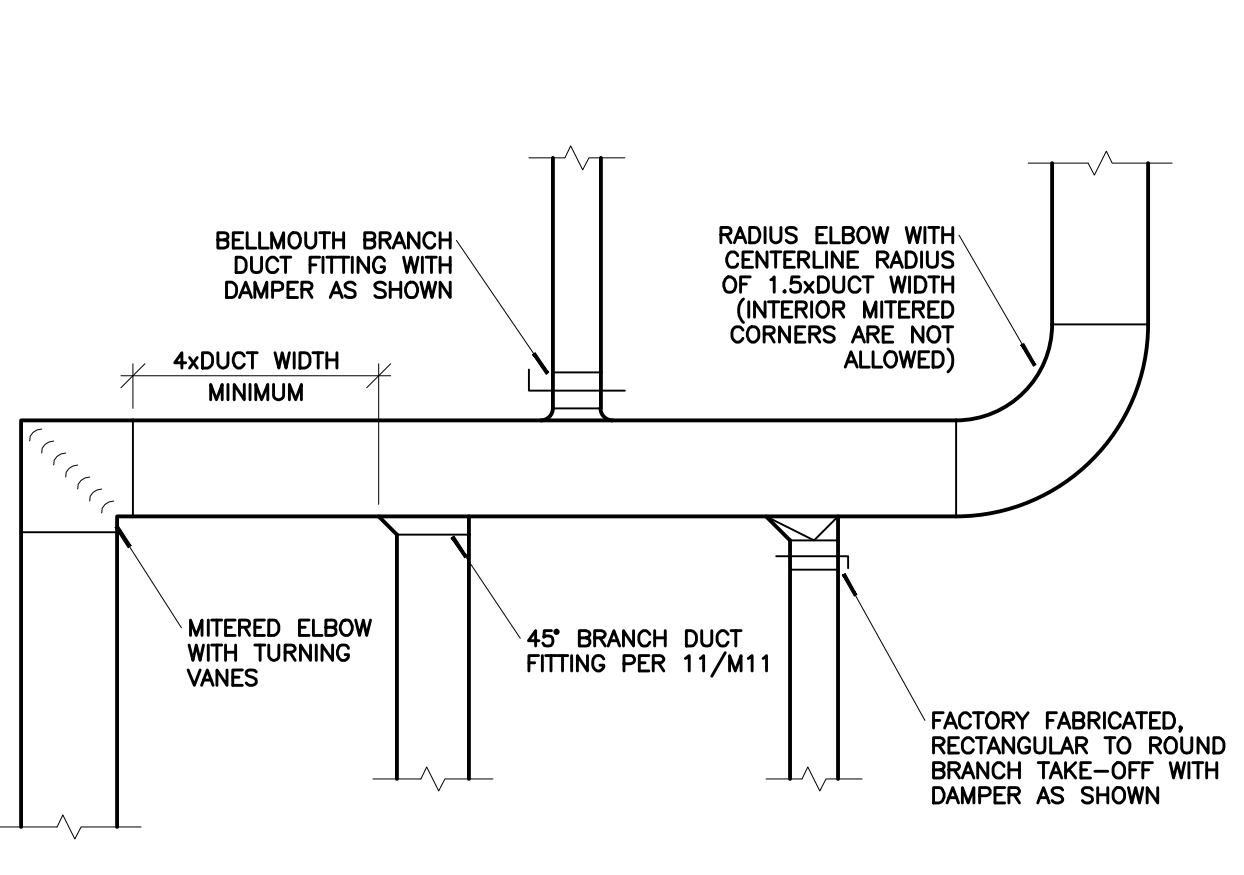 BELLMOUTH BRANCH
DUCT FITTING WITH
DAMPER AS SHOWN
RADIUS ELBOW WITH
CENTERLINE RADIUS
OF 1.5xDUCT WIDTH
(INTERIOR MITERED
CORNERS ARE NOT
ALLOWED)
4xDUCT WIDTH
MINIMUM
MITERED ELBOW
WITH TURNING
VANES
45° BRANCH DUCT
FITTING PER 11/M11
FACTORY FABRICATED,
RECTANGULAR TO ROUND
BRANCH TAKE-OFF WITH
DAMPER AS SHOWN